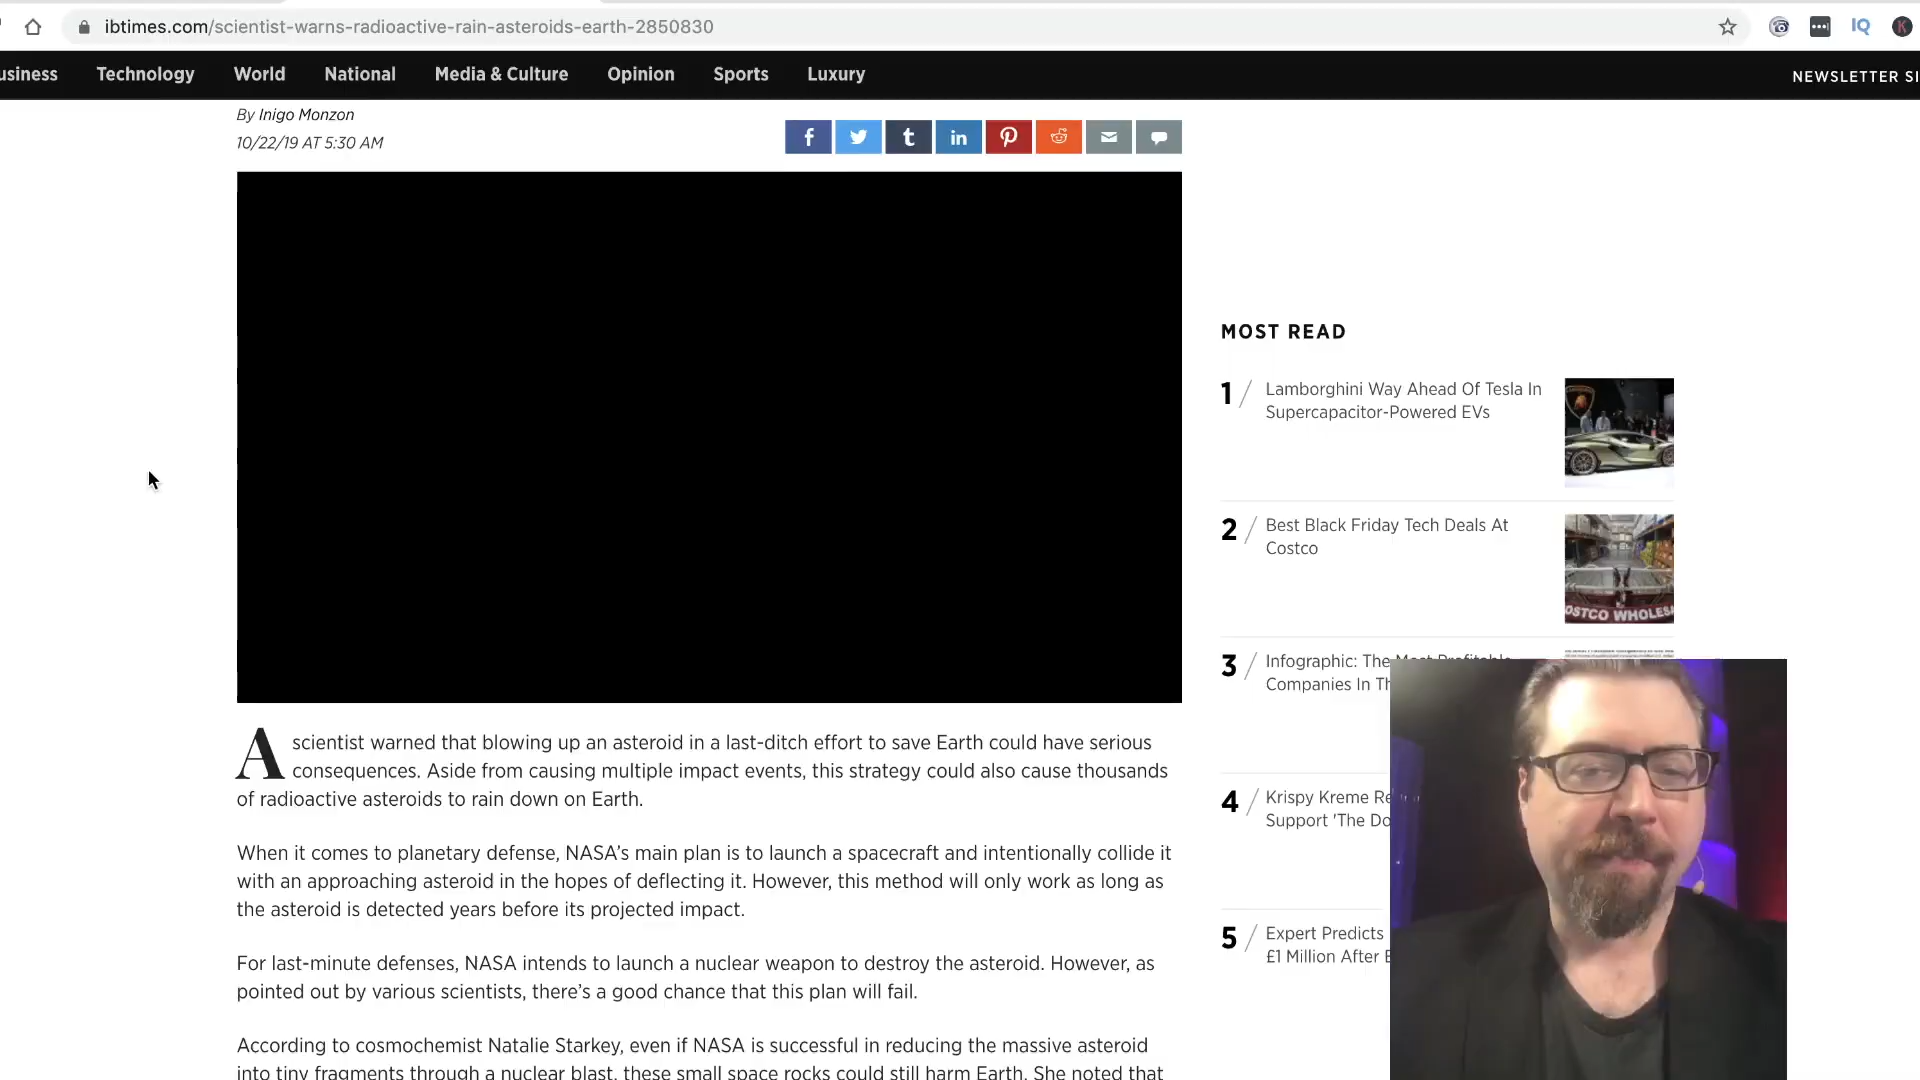 ibtimes.com/scientist-warns-radioactive-rain-asteroids-earth-2850830
IQ
K
usiness Technology World National Media & Culture Opinion Sports Luxury
NEWSLETTER SI
By Inigo Monzon
10/22/19 AT 5:30 AM
MOST READ
1 / Lamborghini Way Ahead Of Tesla In
Supercapacitor-Powered EVs
2 / Best Black Friday Tech Deals At
Costco
OSTCO WHOLES
3 / Infographic: The Most Profitable
Companies In Th
4 / Krispy Kreme Re
Support 'The Do
5 / Expert Predicts
£1 Million After E
A scientist warned that blowing up an asteroid in a last-ditch effort to save Earth could have serious
consequences. Aside from causing multiple impact events, this strategy could also cause thousands
of radioactive asteroids to rain down on Earth.
When it comes to planetary defense, NASA's main plan is to launch a spacecraft and intentionally collide it
with an approaching asteroid in the hopes of deflecting it. However, this method will only work as long as
the asteroid is detected years before its projected impact.
For last-minute defenses, NASA intends to launch a nuclear weapon to destroy the asteroid. However, as
pointed out by various scientists, there's a good chance that this plan will fail.
According to cosmochemist Natalie Starkey, even if NASA is successful in reducing the massive asteroid
into tiny fragments through a nuclear blast, these small space rocks could still harm Earth. She noted that